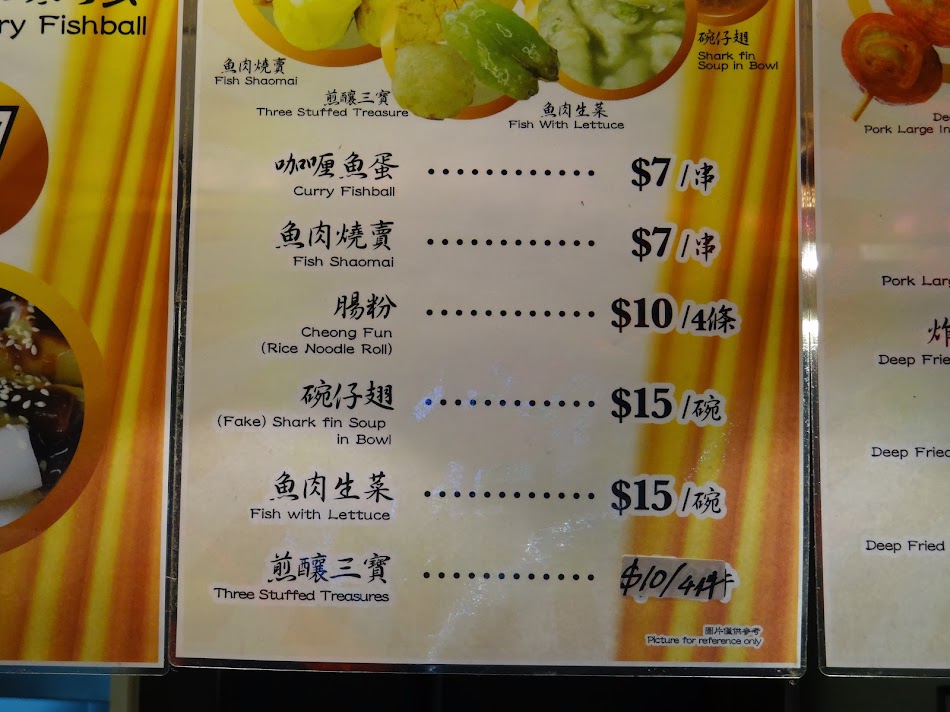 ry Fishball
魚肉燒賣
Fish Shaomai
煎釀三寶
Three Stuffed Treasure
魚肉生菜
Fish With Lettuce
碗仔翅
Shark fin
Soup in Bowl
咖喱魚蛋 ............ $7 /串
Curry Fishball
魚肉燒賣 ............ $7 /串
Fish Shaomai
腸粉 ............ $10 /4條
Cheong Fun
(Rice Noodle Roll)
碗仔翅 ............ $15 /碗
(Fake) Shark fin Soup
in Bowl
魚肉生菜 ............ $15 /碗
Fish with Lettuce
煎釀三寶 ............ $10/4件
Three Stuffed Treasures
圖片僅供參考
Picture for reference only
De
Pork Large In
Pork Larg
炸
Deep Frie
Deep Fried
Deep Fried